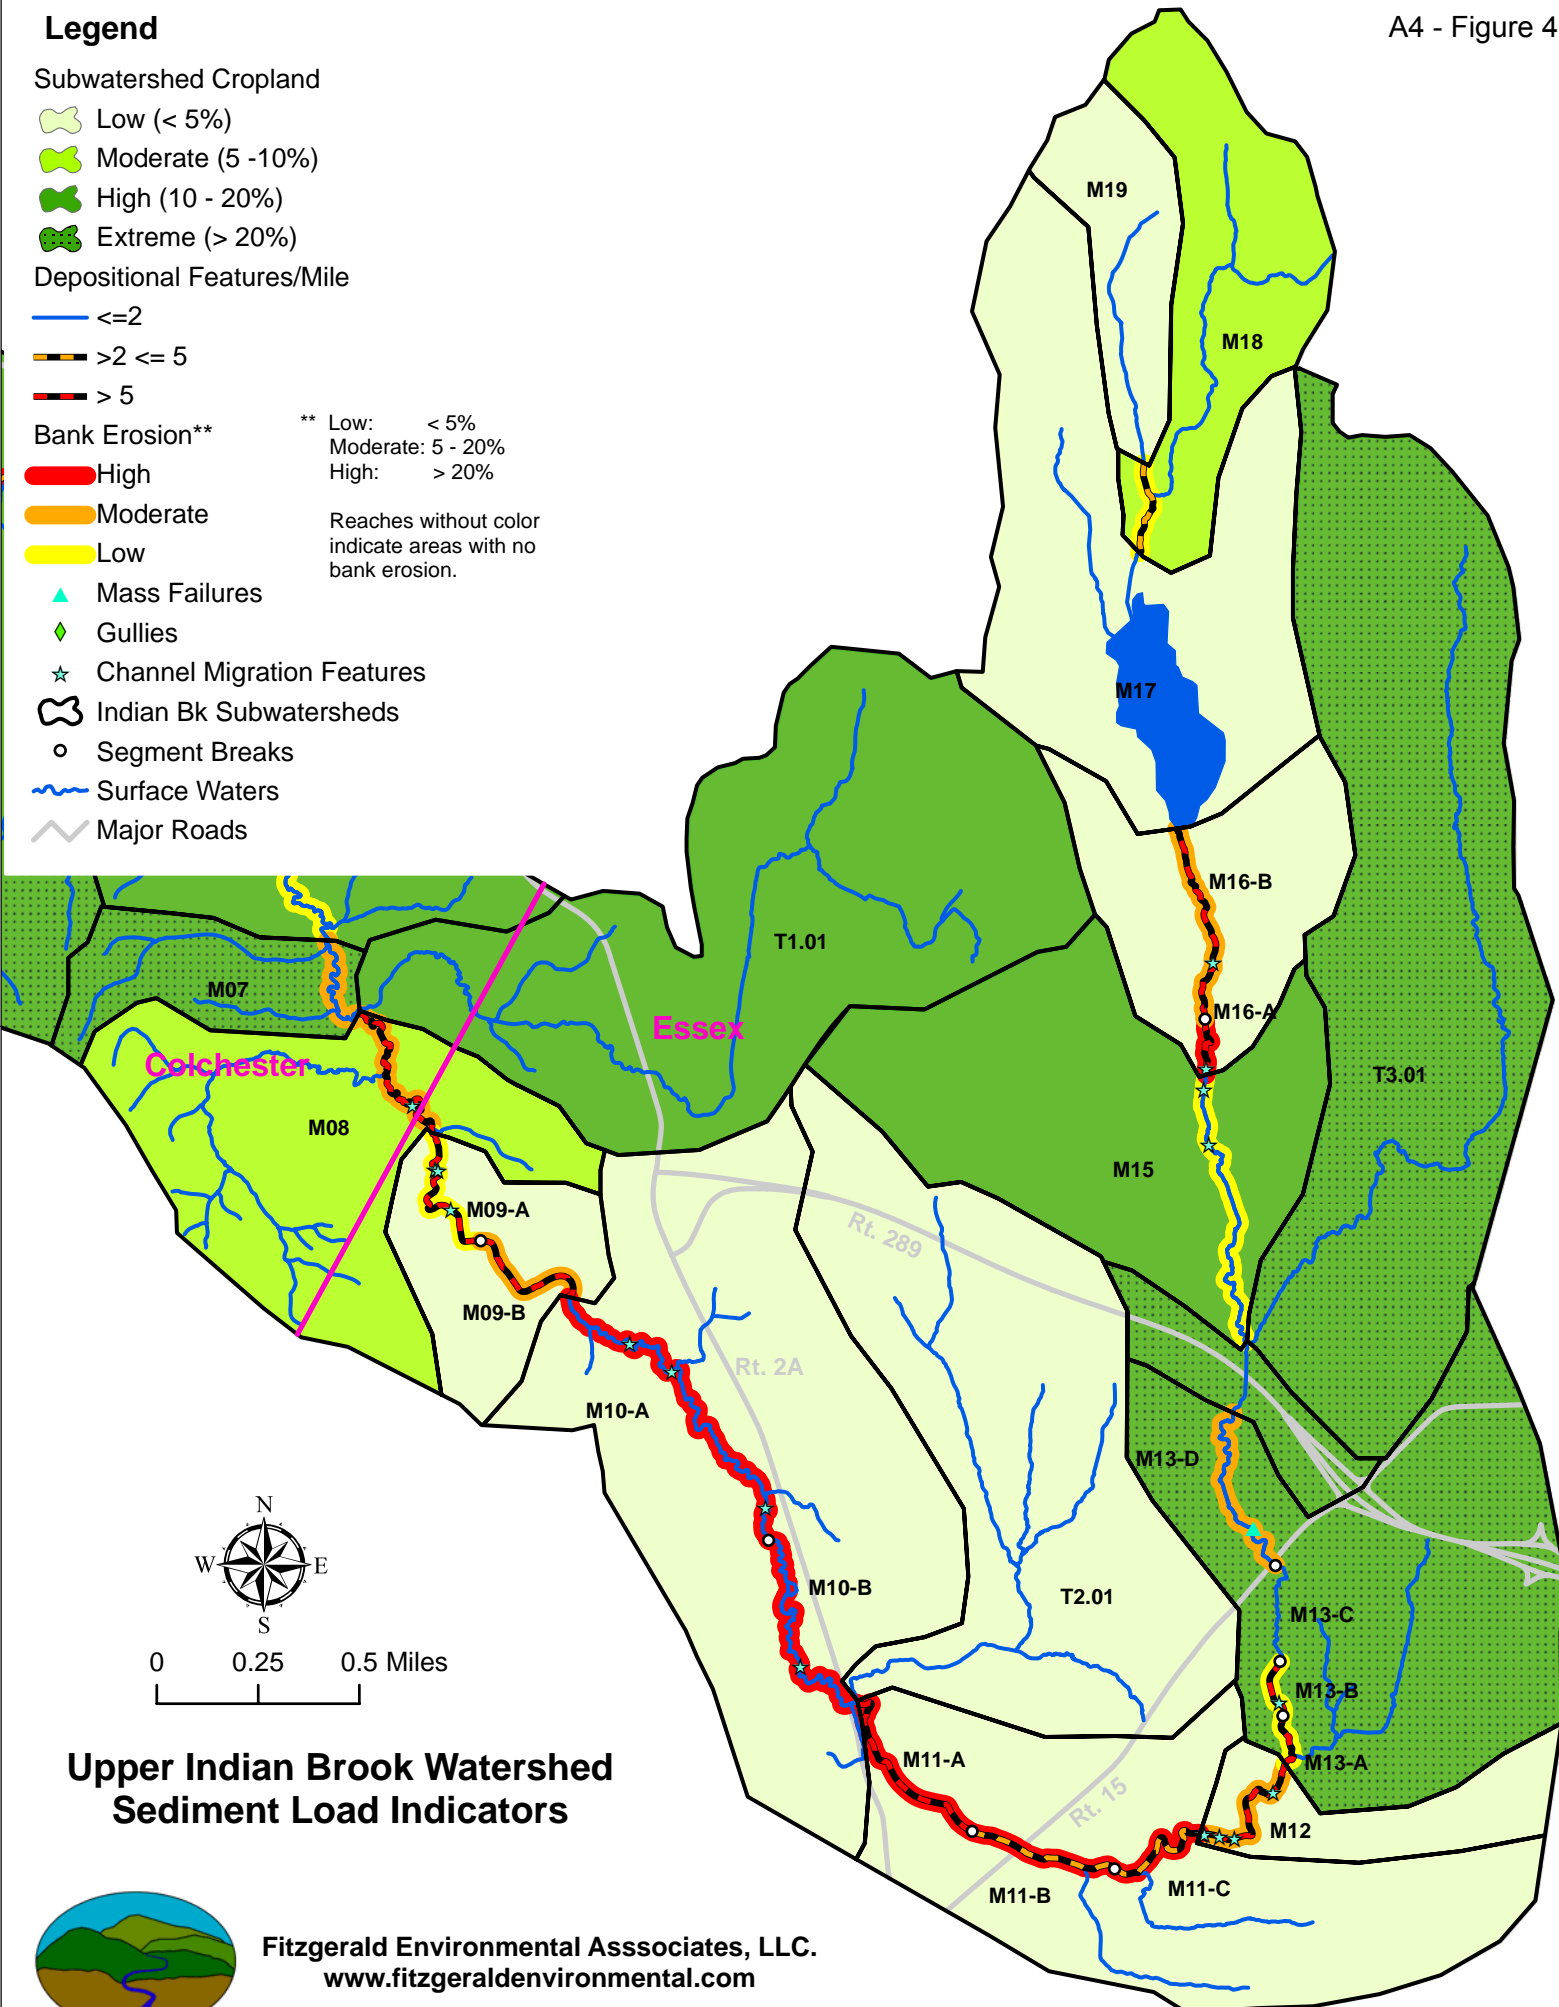 A4 - Figure 4
Legend
Subwatershed Cropland
Low (< 5%)
Moderate (5 -10%)
High (10 - 20%)
Extreme (> 20%)
Depositional Features/Mile
<=2
>2 <= 5
> 5
Bank Erosion**
High
Moderate
Low
** Low: < 5%
Moderate: 5 - 20%
High: > 20%
Reaches without color
indicate areas with no
bank erosion.
Mass Failures
Gullies
Channel Migration Features
Indian Bk Subwatersheds
Segment Breaks
Surface Waters
Major Roads
M19
M18
M17
M16-B
M16-A
T1.01
M07
Essex
Colchester
M08
T3.01
M15
M09-A
Rt. 289
M09-B
Rt. 2A
M10-A
M13-D
M10-B
T2.01
M13-C
M13-B
M11-A
M13-A
Rt. 15
M12
M11-B
M11-C
N
W
E
S
0 0.25 0.5 Miles
Upper Indian Brook Watershed
Sediment Load Indicators
Fitzgerald Environmental Asssociates, LLC.
www.fitzgeraldenvironmental.com